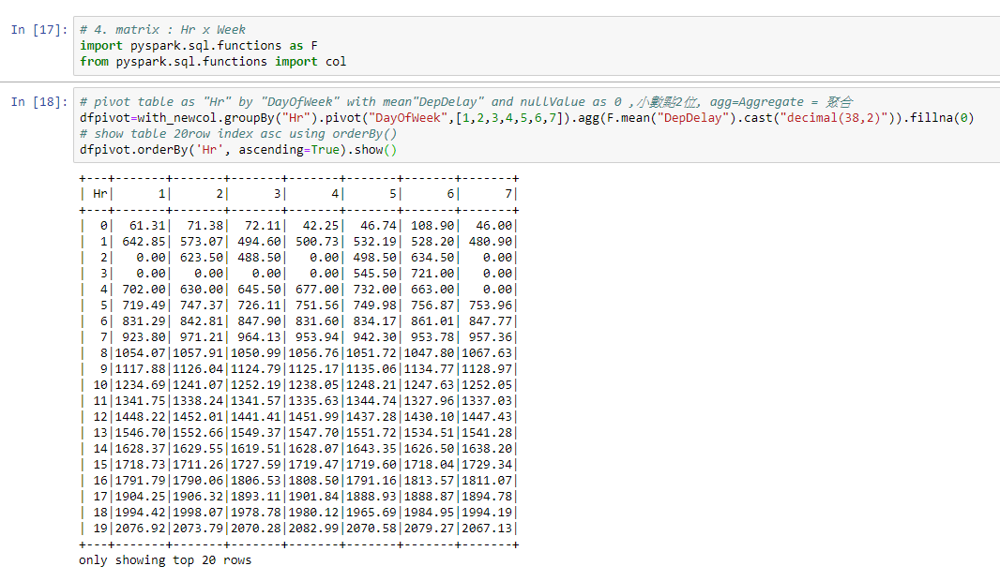 In [17]: # 4. matrix : Hr x Week
import pyspark.sql.functions as F
from pyspark.sql.functions import col
In [18]: # pivot table as "Hr" by "DayOfWeek" with mean"DepDelay" and nullValue as 0 ,小數點2位, agg=Aggregate = 聚合
dfpivot=with_newcol.groupBy("Hr").pivot("DayOfWeek",[1,2,3,4,5,6,7]).agg(F.mean("DepDelay").cast("decimal(38,2)")).fillna(0)
# show table 20row index asc using orderBy()
dfpivot.orderBy('Hr', ascending=True).show()
+---+-------+-------+-------+-------+-------+-------+-------+
| Hr|      1|      2|      3|      4|      5|      6|      7|
+---+-------+-------+-------+-------+-------+-------+-------+
|  0|  61.31|  71.38|  72.11|  42.25|  46.74| 108.90|  46.00|
|  1| 642.85| 573.07| 494.60| 500.73| 532.19| 528.20| 480.90|
|  2|   0.00| 623.50| 488.50|   0.00| 498.50| 634.50|   0.00|
|  3|   0.00|   0.00|   0.00|   0.00| 545.50| 721.00|   0.00|
|  4| 702.00| 630.00| 645.50| 677.00| 732.00| 663.00|   0.00|
|  5| 719.49| 747.37| 726.11| 751.56| 749.98| 756.87| 753.96|
|  6| 831.29| 842.81| 847.90| 831.60| 834.17| 861.01| 847.77|
|  7| 923.80| 971.21| 964.13| 953.94| 942.30| 953.78| 957.36|
|  8|1054.07|1057.91|1050.99|1056.76|1051.72|1047.80|1067.63|
|  9|1117.88|1126.04|1124.79|1125.17|1135.06|1134.77|1128.97|
| 10|1234.69|1241.07|1252.19|1238.05|1248.21|1247.63|1252.05|
| 11|1341.75|1338.24|1341.57|1335.63|1344.74|1327.96|1337.03|
| 12|1448.22|1452.01|1441.41|1451.99|1437.28|1430.10|1447.43|
| 13|1546.70|1552.66|1549.37|1547.70|1551.72|1534.51|1541.28|
| 14|1628.37|1629.55|1619.51|1628.07|1643.35|1626.50|1638.20|
| 15|1718.73|1711.26|1727.59|1719.47|1719.60|1718.04|1729.34|
| 16|1791.79|1790.06|1806.53|1808.50|1791.16|1813.57|1811.07|
| 17|1904.25|1906.32|1893.11|1901.84|1888.93|1888.87|1894.78|
| 18|1994.42|1998.07|1978.78|1980.12|1965.69|1984.95|1994.19|
| 19|2076.92|2073.79|2070.28|2082.99|2070.58|2079.27|2067.13|
+---+-------+-------+-------+-------+-------+-------+-------+
only showing top 20 rows